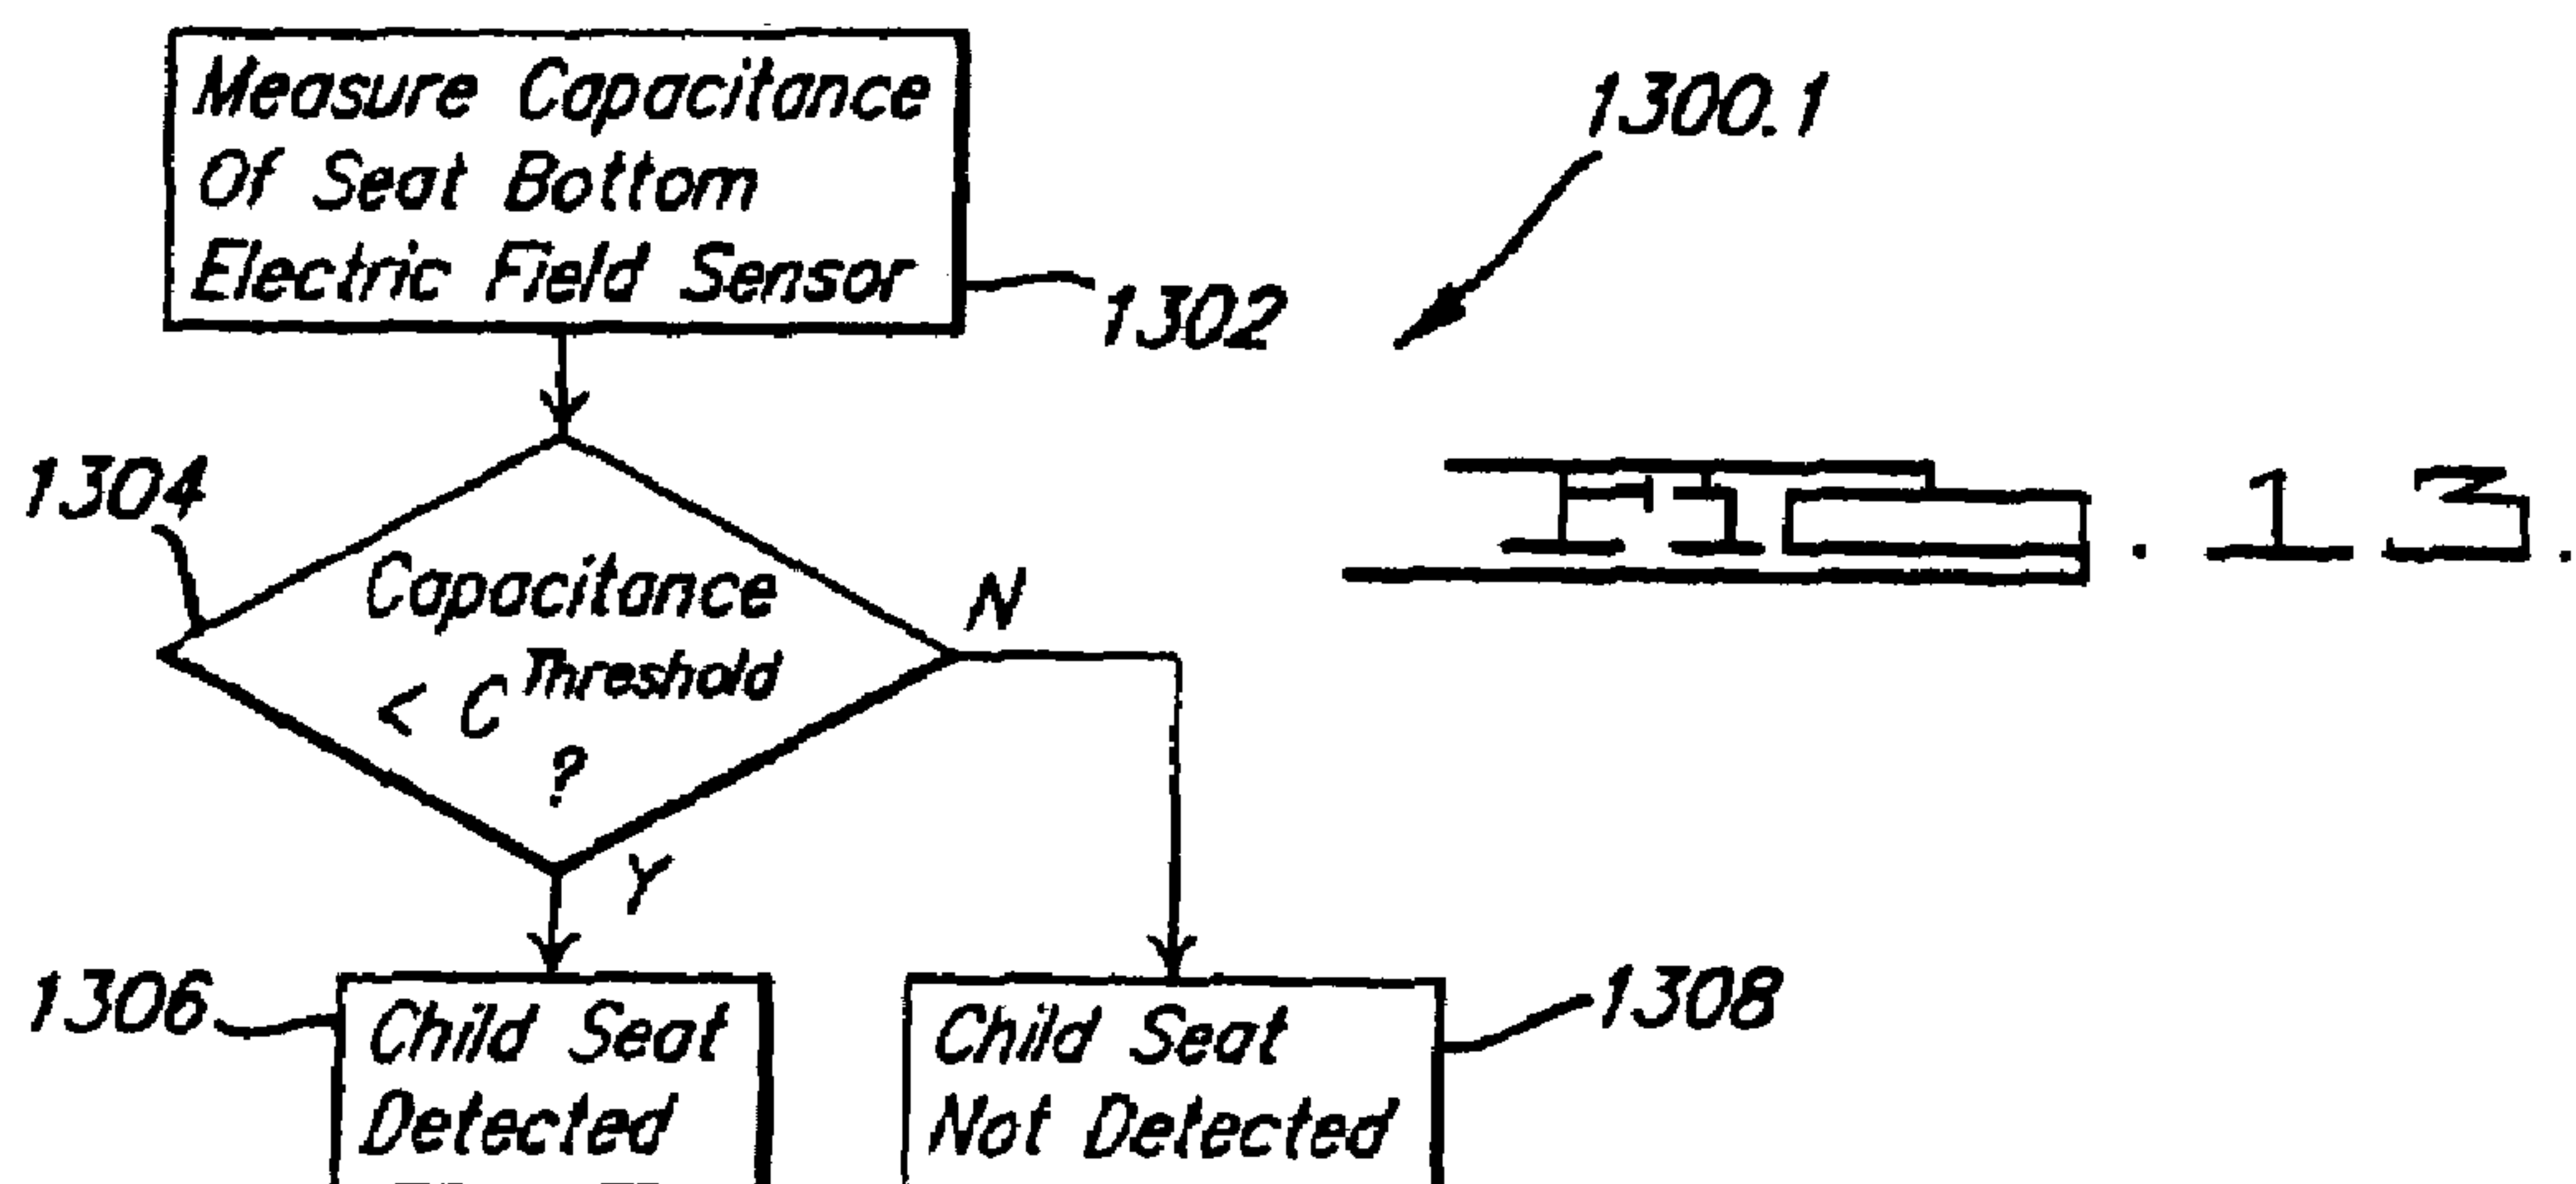 Measure Capacitance
Of Seat Bottom
Electric Field Sensor
1302
1300.1
FIG. 13.
1304
Capacitance
< C Threshold
?
N
Y
1306
Child Seat
Detected
Child Seat
Not Detected
1308